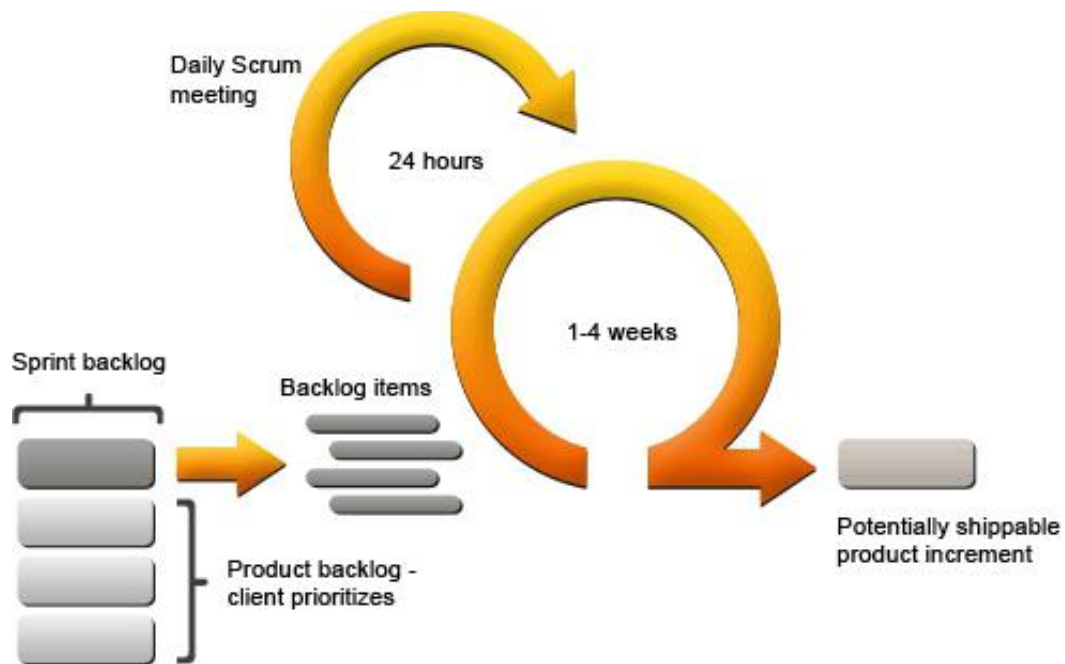 Daily Scrum
meeting
24 hours
1-4 weeks
Sprint backlog
Backlog items
Product backlog -
client prioritizes
Potentially shippable
product increment